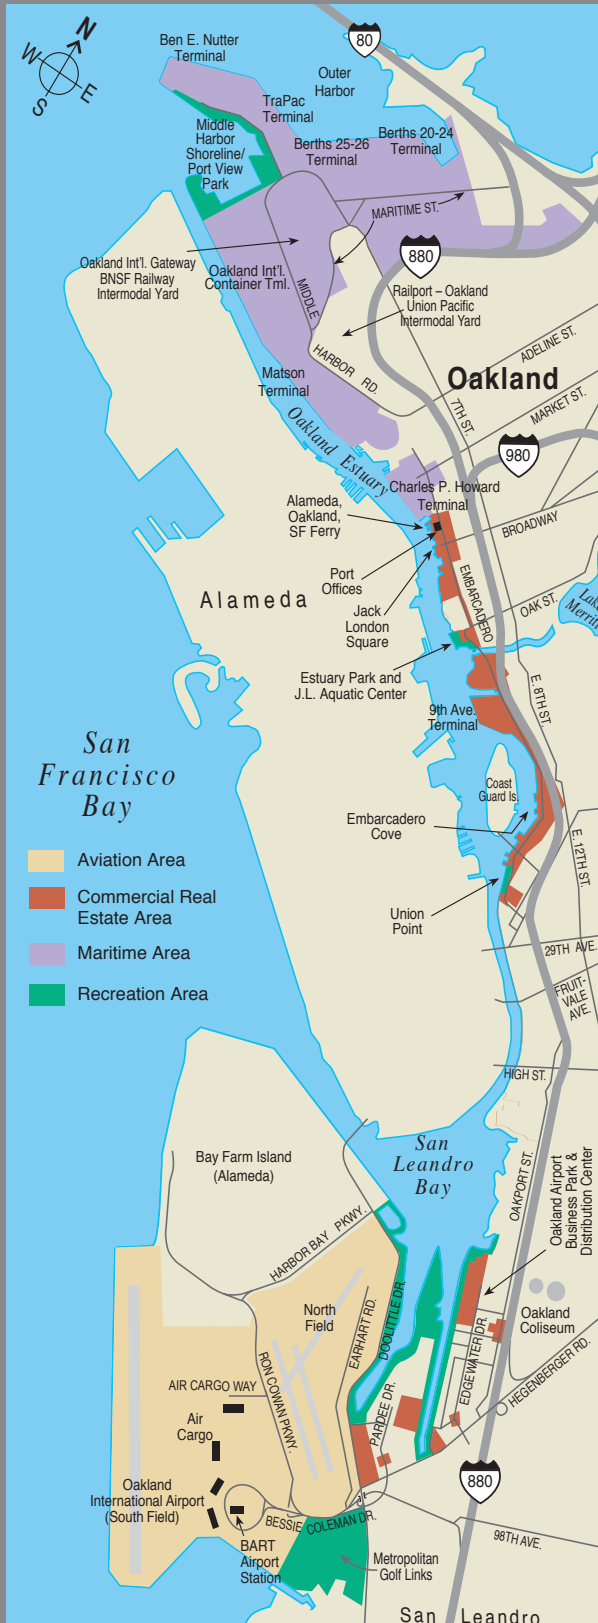 N
W
E
S
Ben E. Nutter
Terminal
80
Outer
Harbor
TraPac
Terminal
Middle
Harbor
Shoreline/
Port View
Park
Berths 25-26
Terminal
Berths 20-24
Terminal
MARITIME ST.
880
Oakland Int'l. Gateway
BNSF Railway
Intermodal Yard
Oakland Int'l.
Container Tml.
MIDDLE
HARBOR RD.
Railport – Oakland
Union Pacific
Intermodal Yard
ADELINE ST.
Matson
Terminal
Oakland
MARKET ST.
7TH ST.
Oakland Estuary
980
Charles P. Howard
Terminal
Alameda,
Oakland,
SF Ferry
BROADWAY
Port
Offices
EMBARCADERO
Alameda
Jack
London
Square
OAK ST.
Lake
Merritt
Estuary Park and
J.L. Aquatic Center
E. 8TH ST.
9th Ave.
Terminal
San
Francisco
Bay
Coast
Guard Is.
Embarcadero
Cove
E. 12TH ST.
Aviation Area
Commercial Real
Estate Area
Maritime Area
Recreation Area
Union
Point
29TH AVE.
FRUIT-
VALE
AVE.
HIGH ST.
San
Leandro
Bay
Bay Farm Island
(Alameda)
OAKPORT ST.
Oakland Airport
Business Park &
Distribution Center
HARBOR BAY PKWY.
North
Field
EARHART RD.
DOOLITTLE DR.
Oakland
Coliseum
EDGEWATER DR.
HEGENBERGER RD.
RON COWAN PKWY.
AIR CARGO WAY
PARDEE DR.
Air
Cargo
880
Oakland
International Airport
(South Field)
BESSIE COLEMAN DR.
98TH AVE.
BART
Airport
Station
Metropolitan
Golf Links
San Leandro